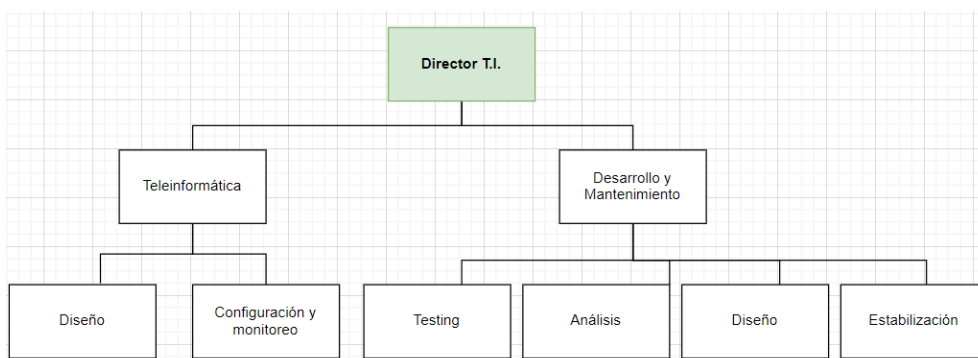 Director T.I.
Teleinformática
Desarrollo y
Mantenimiento
Diseño
Configuración y
monitoreo
Testing
Análisis
Diseño
Estabilización